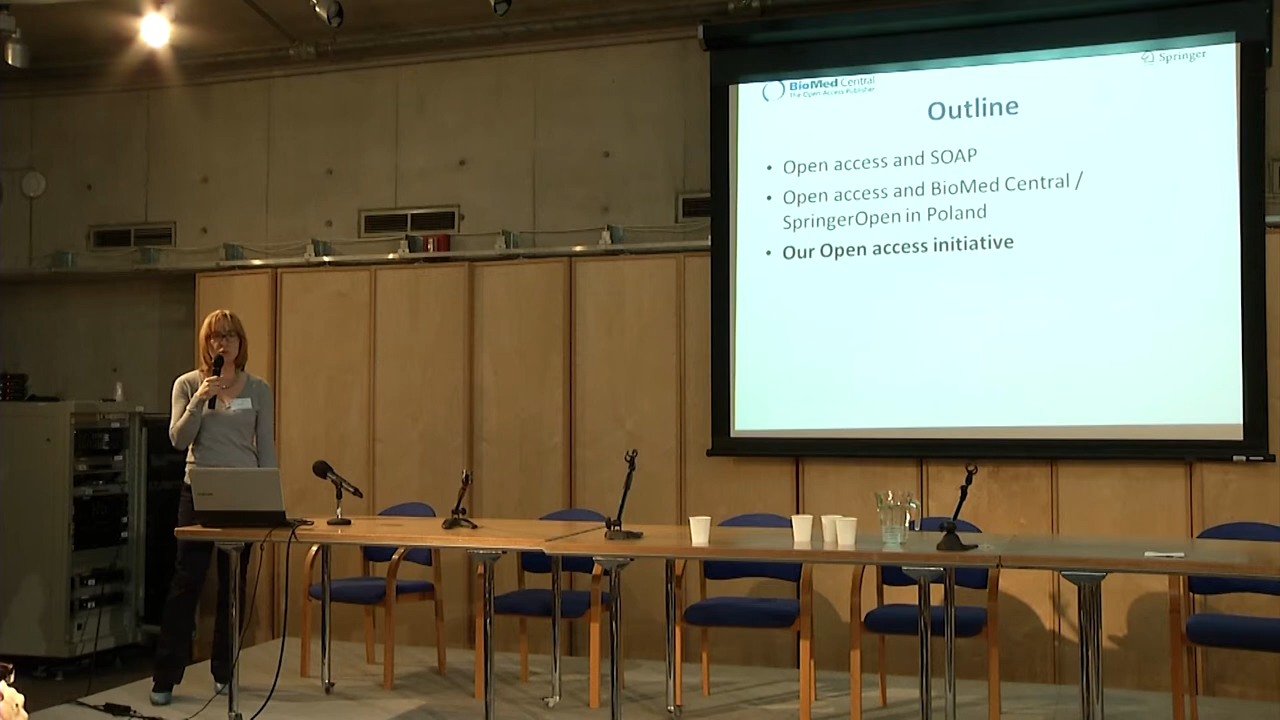 BioMed Central
The Open Access Publisher
Springer
Outline
• Open access and SOAP
• Open access and BioMed Central /
SpringerOpen in Poland
• Our Open access initiative